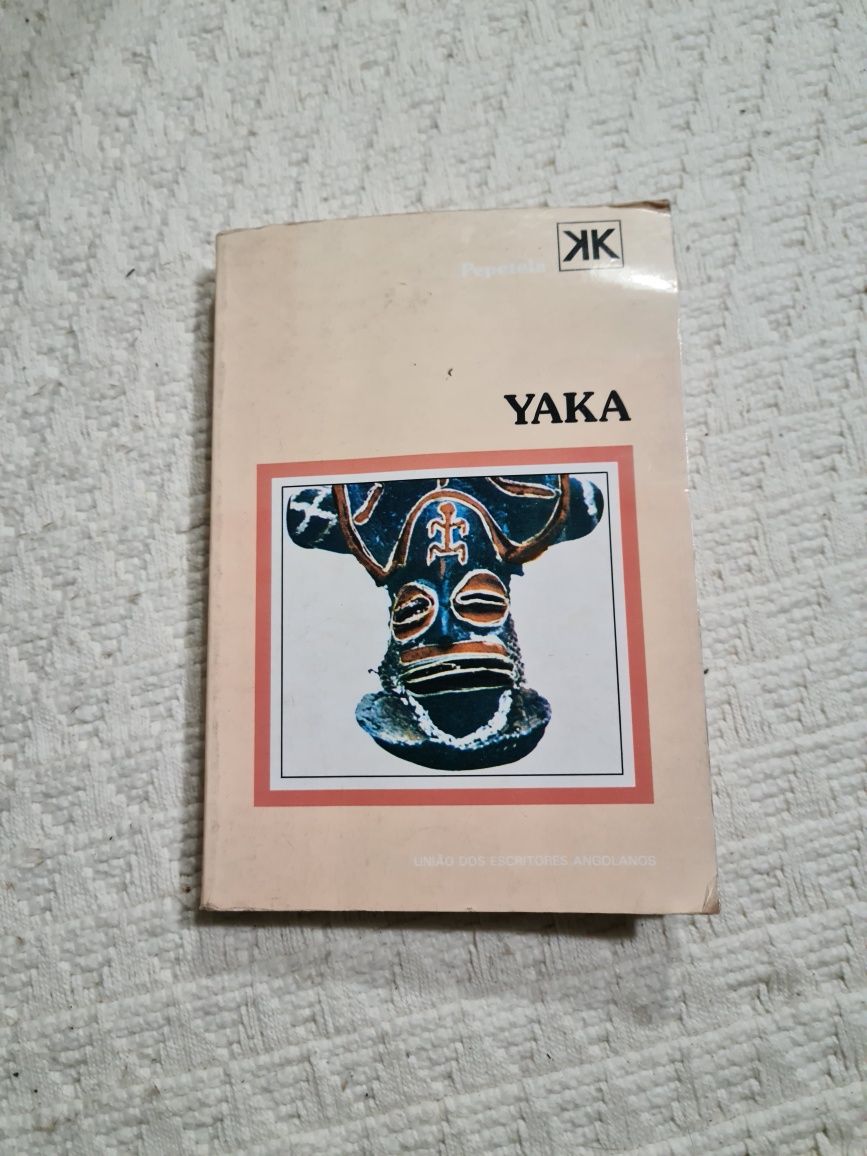 Pepetela
KK
YAKA
UNIÃO DOS ESCRITORES ANGOLANOS